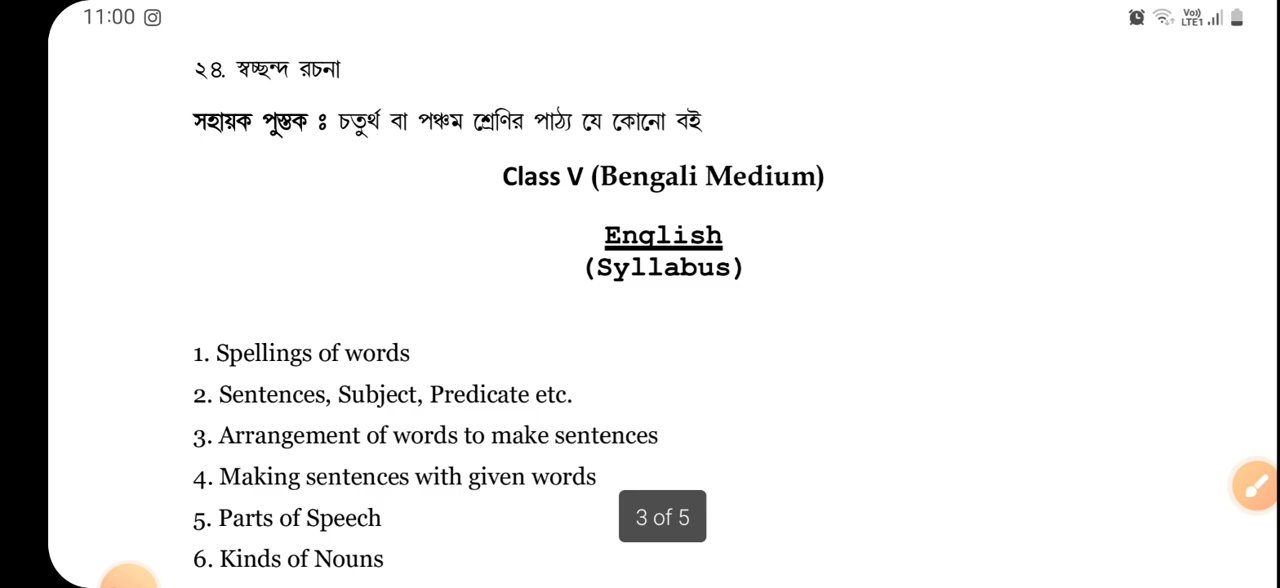 11:00
Vo))
LTE1
২৪. স্বচ্ছন্দ রচনা
সহায়ক পুস্তক ঃ চতুর্থ বা পঞ্চম শ্রেণির পাঠ্য যে কোনো বই
Class V (Bengali Medium)
English
(Syllabus)
1. Spellings of words
2. Sentences, Subject, Predicate etc.
3. Arrangement of words to make sentences
4. Making sentences with given words
5. Parts of Speech
3 of 5
6. Kinds of Nouns